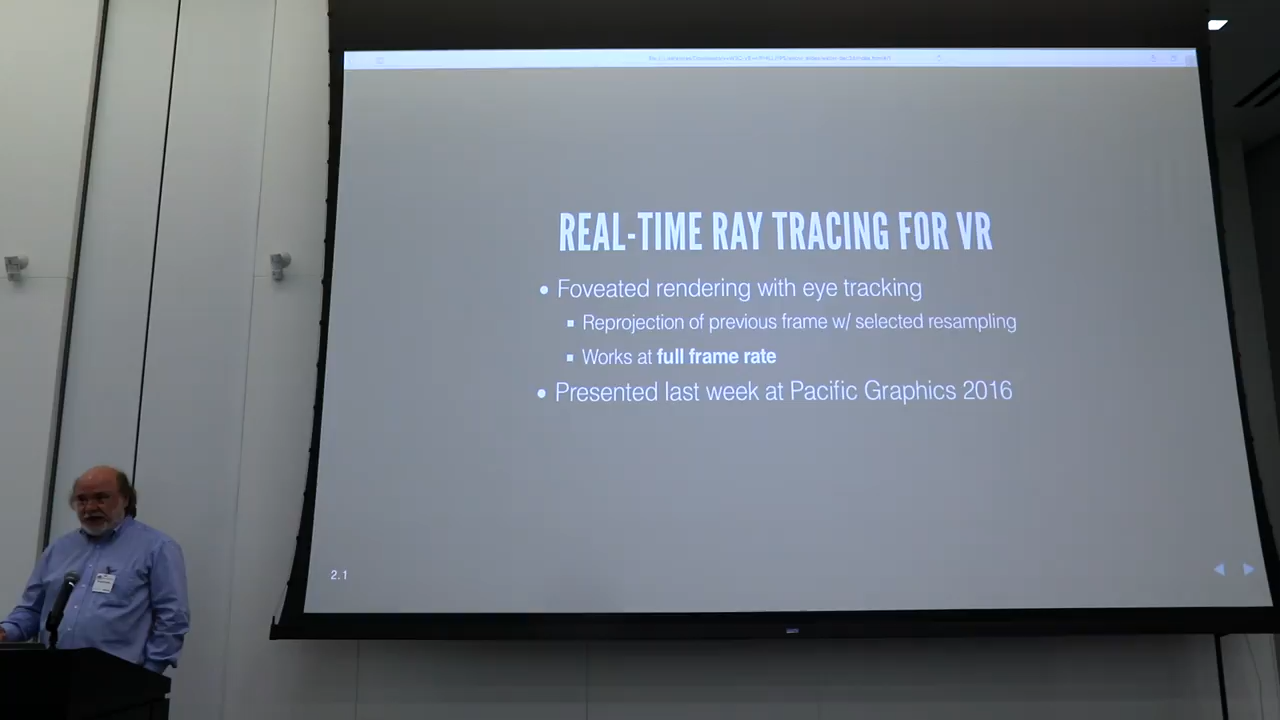 REAL-TIME RAY TRACING FOR VR
• Foveated rendering with eye tracking
▪ Reprojection of previous frame w/ selected resampling
▪ Works at full frame rate
• Presented last week at Pacific Graphics 2016
2.1